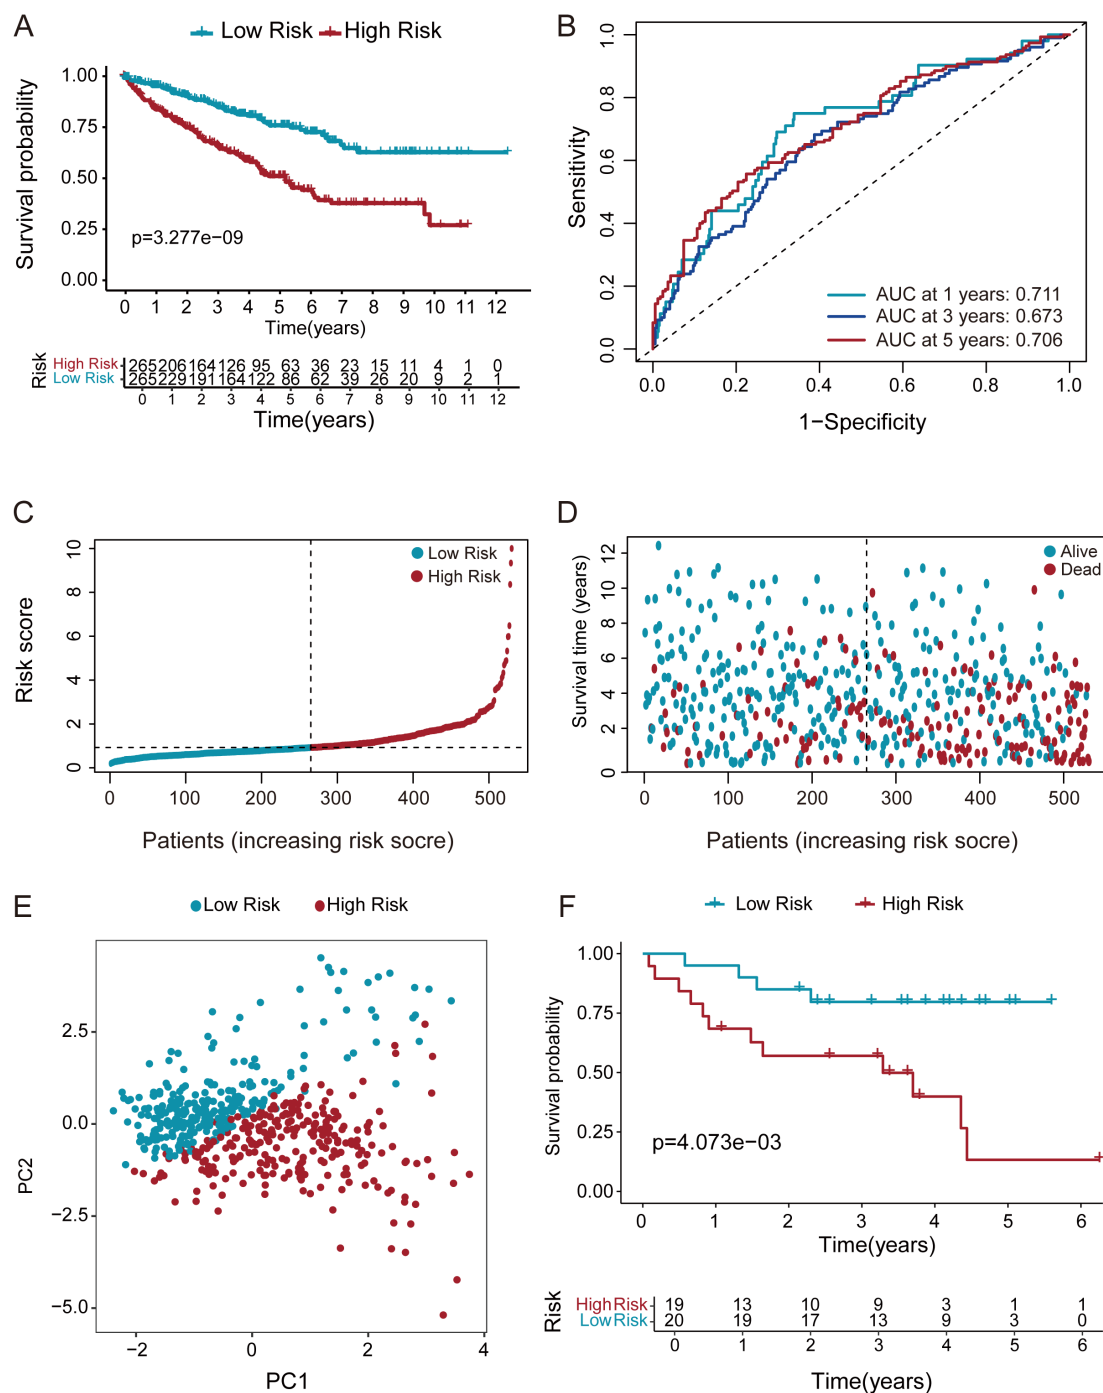 A
Low Risk High Risk
Survival probability
1.00
0.75
0.50
0.25
0.00
p=3.277e−09
0 1 2 3 4 5 6 7 8 9 10 11 12
Time(years)
Risk
High Risk 265 206 164 126 95 63 36 23 15 11 4 1 0
Low Risk 265 229 191 164 122 86 62 39 26 20 9 2 1
0 1 2 3 4 5 6 7 8 9 10 11 12
Time(years)
B
Sensitivity
1.0
0.8
0.6
0.4
0.2
0.0
AUC at 1 years: 0.711
AUC at 3 years: 0.673
AUC at 5 years: 0.706
0.0 0.2 0.4 0.6 0.8 1.0
1−Specificity
C
Risk score
10
8
6
4
2
0
Low Risk
High Risk
0 100 200 300 400 500
Patients (increasing risk socre)
D
Survival time (years)
12
10
8
6
4
2
0
Alive
Dead
0 100 200 300 400 500
Patients (increasing risk socre)
E
Low Risk High Risk
PC2
2.5
0.0
−2.5
−5.0
−2 0 2 4
PC1
F
Low Risk High Risk
Survival probability
1.00
0.75
0.50
0.25
0.00
p=4.073e−03
0 1 2 3 4 5 6
Time(years)
Risk
High Risk 19 13 10 9 3 1 1
Low Risk 20 19 17 13 9 3 0
0 1 2 3 4 5 6
Time(years)